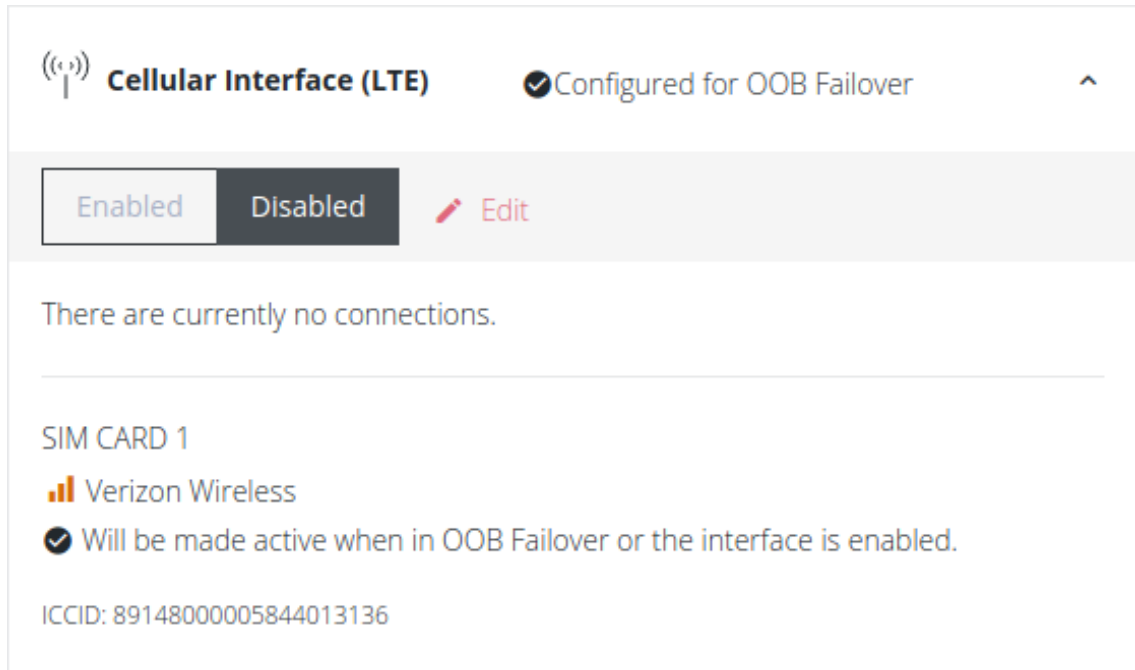 Cellular Interface (LTE) Configured for OOB Failover
Enabled Disabled Edit
There are currently no connections.
SIM CARD 1
Verizon Wireless
Will be made active when in OOB Failover or the interface is enabled.
ICCID: 89148000005844013136